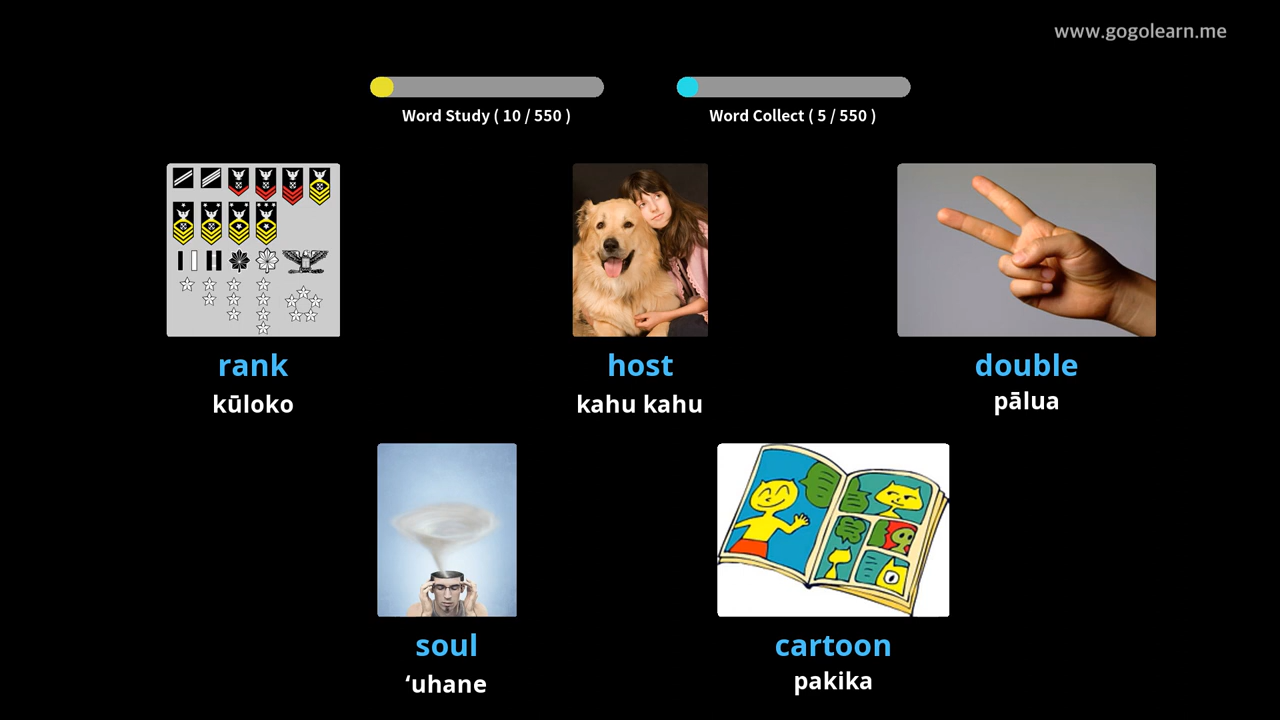 www.gogolearn.me
Word Study ( 10 / 550 )
Word Collect ( 5 / 550 )
rank
kūloko
host
kahu kahu
double
pālua
soul
ʻuhane
cartoon
pakika